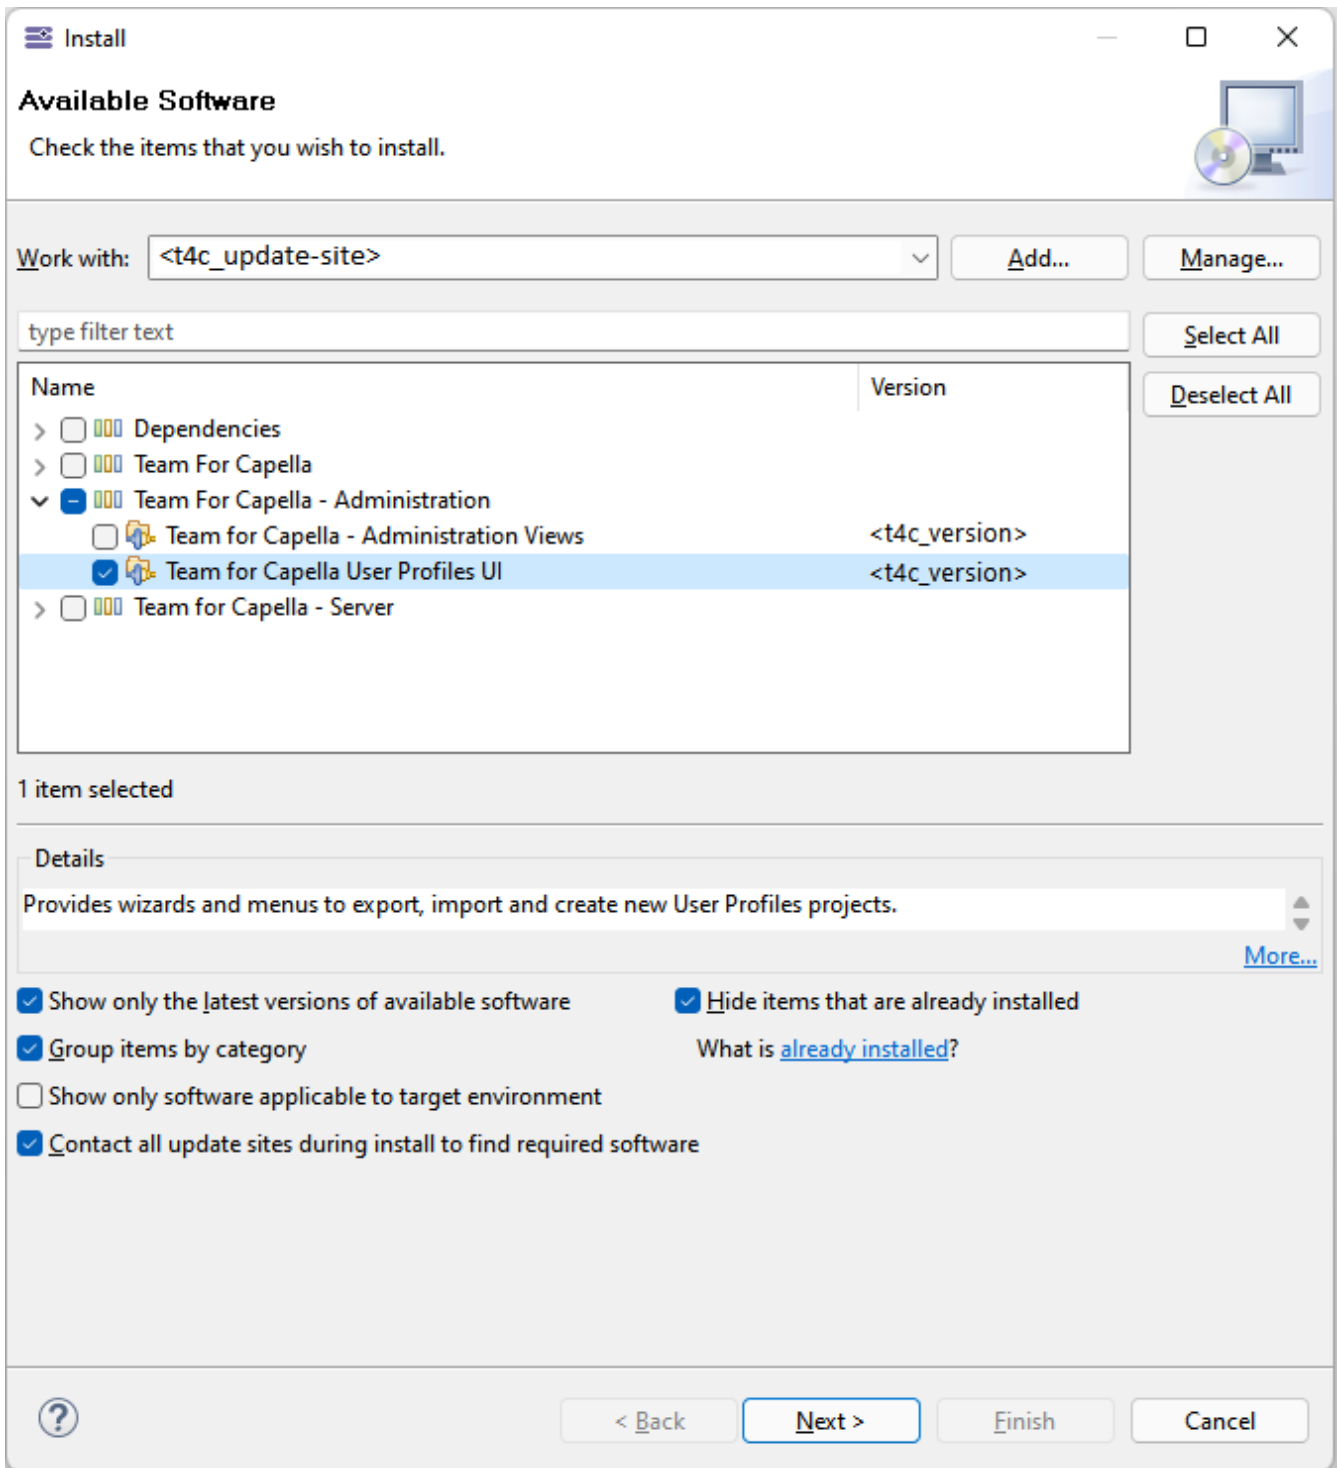 Install
Available Software
Check the items that you wish to install.
Work with: <t4c_update-site> Add... Manage...
type filter text Select All
Name Version Deselect All
Dependencies
Team For Capella
Team For Capella - Administration
Team for Capella - Administration Views <t4c_version>
Team for Capella User Profiles UI <t4c_version>
Team for Capella - Server
1 item selected
Details
Provides wizards and menus to export, import and create new User Profiles projects.
More...
Show only the latest versions of available software Hide items that are already installed
Group items by category What is already installed?
Show only software applicable to target environment
Contact all update sites during install to find required software
? < Back Next > Finish Cancel